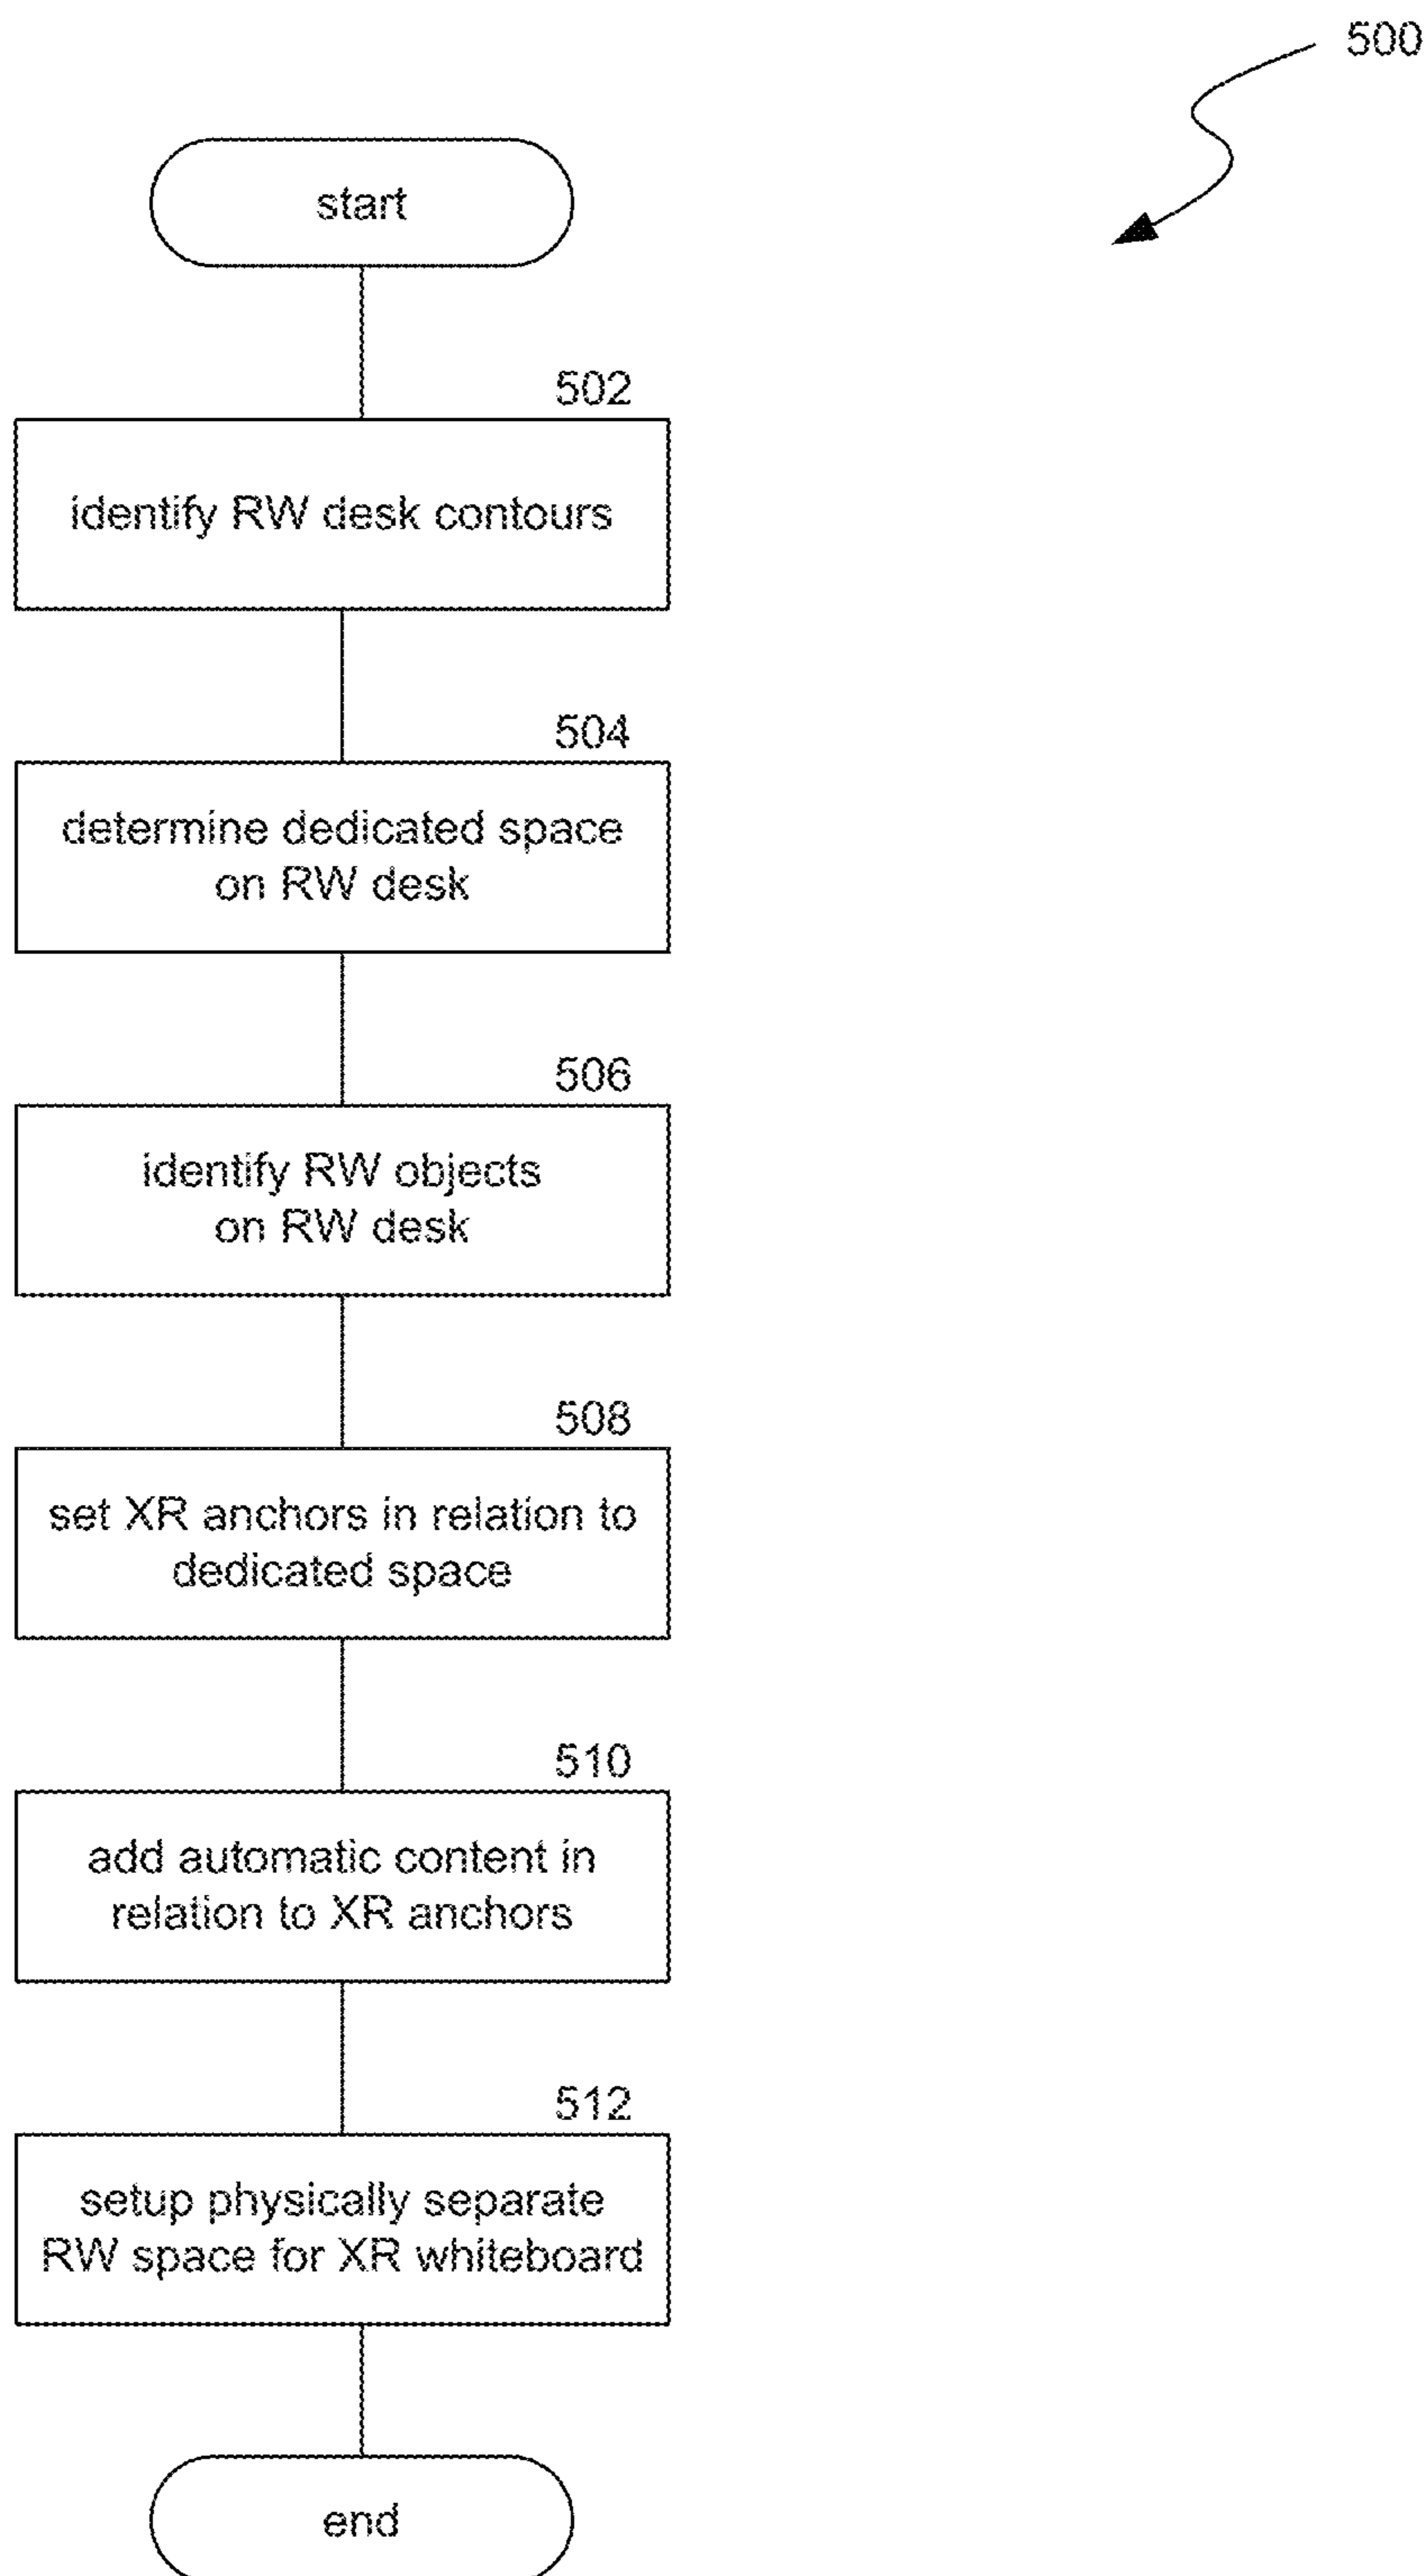 500
start
502
identify RW desk contours
504
determine dedicated space
on RW desk
506
identify RW objects
on RW desk
508
set XR anchors in relation to
dedicated space
510
add automatic content in
relation to XR anchors
512
setup physically separate
RW space for XR whiteboard
end